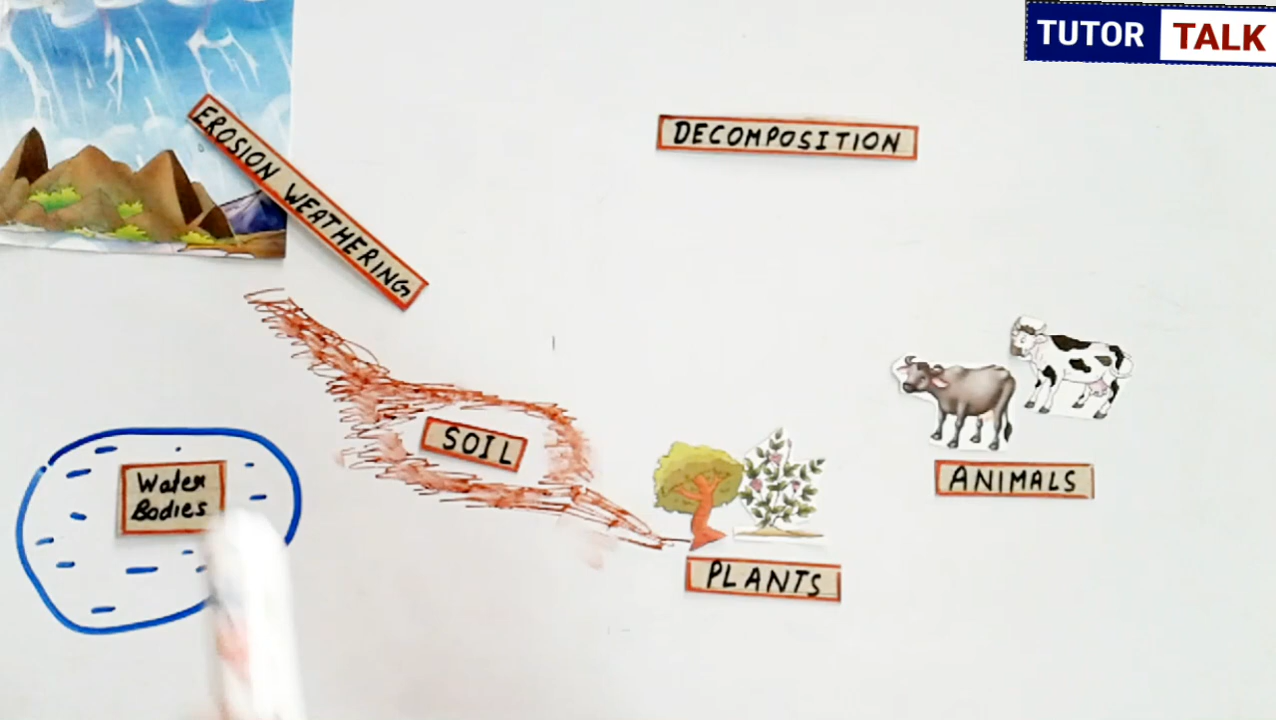 TUTOR TALK
EROSION WEATHERING
DECOMPOSITION
SOIL
Water
Bodies
ANIMALS
PLANTS